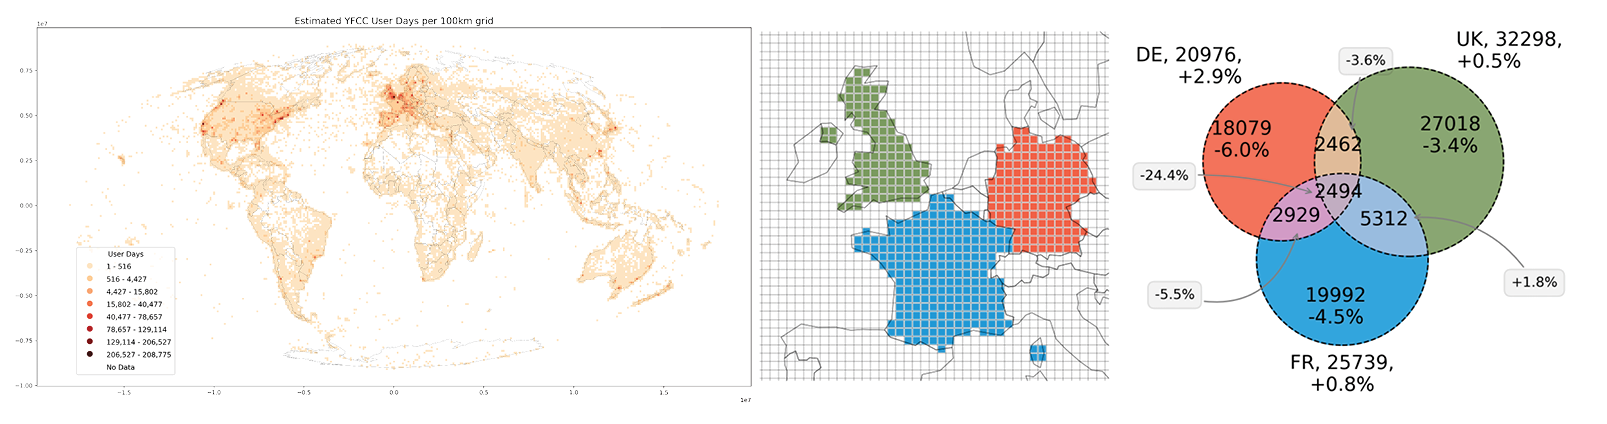 Estimated YFCC User Days per 100km grid
1e7
0.75
0.50
0.25
0.00
−0.25
−0.50
−0.75
−1.00
User Days
1 - 516
516 - 4,427
4,427 - 15,802
15,802 - 40,477
40,477 - 78,657
78,657 - 129,114
129,114 - 206,527
206,527 - 208,775
No Data
−1.5
−1.0
−0.5
0.0
0.5
1.0
1.5
1e7
DE, 20976,
+2.9%
-3.6%
UK, 32298,
+0.5%
18079
-6.0%
2462
27018
-3.4%
-24.4%
2494
2929
5312
-5.5%
+1.8%
19992
-4.5%
FR, 25739,
+0.8%